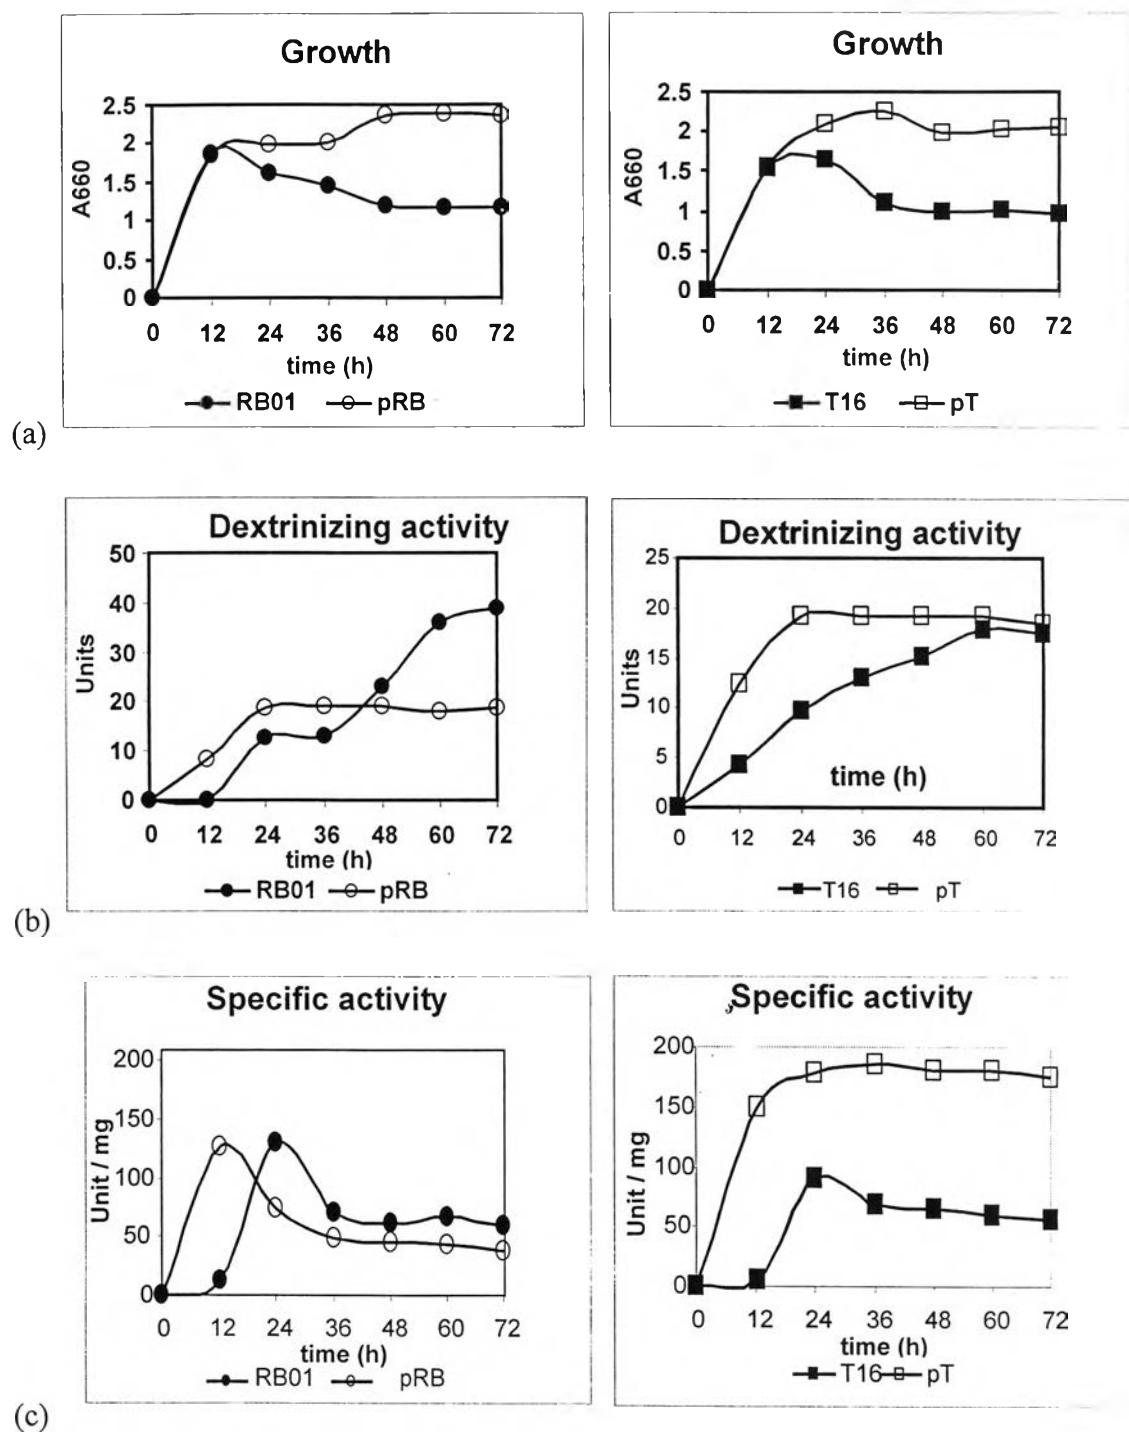 Growth
2.5
2
1.5
1
0.5
0
A660
0 12 24 36 48 60 72
time (h)
RB01 pRB
Growth
2.5
2
1.5
1
0.5
0
A660
0 12 24 36 48 60 72
time (h)
T16 pT
(a)
Dextrinizing activity
50
40
30
20
10
0
Units
0 12 24 36 48 60 72
time (h)
RB01 pRB
Dextrinizing activity
25
20
15
10
5
0
Units
time (h)
0 12 24 36 48 60 72
T16 pT
(b)
Specific activity
200
150
100
50
0
Unit / mg
0 12 24 36 48 60 72
time (h)
RB01 pRB
Specific activity
200
150
100
50
0
Unit / mg
0 12 24 36 48 60 72
time (h)
T16 pT
(c)